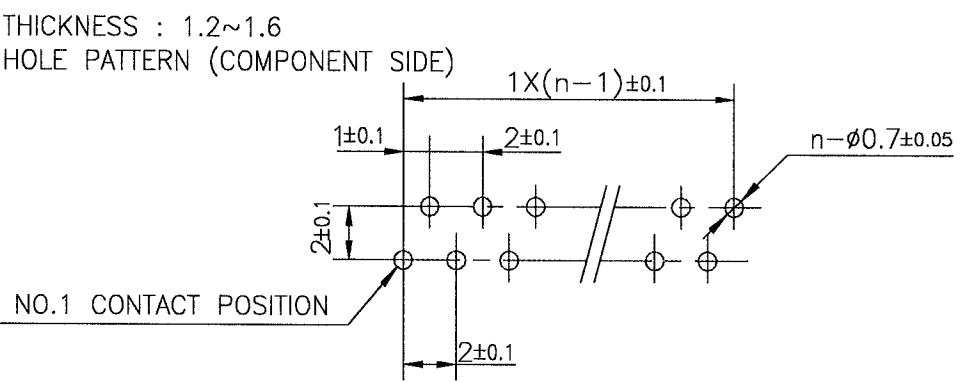 THICKNESS : 1.2~1.6
HOLE PATTERN (COMPONENT SIDE)
1X(n-1)±0.1
1±0.1
2±0.1
n-ø0.7±0.05
2±0.1
NO.1 CONTACT POSITION
2±0.1